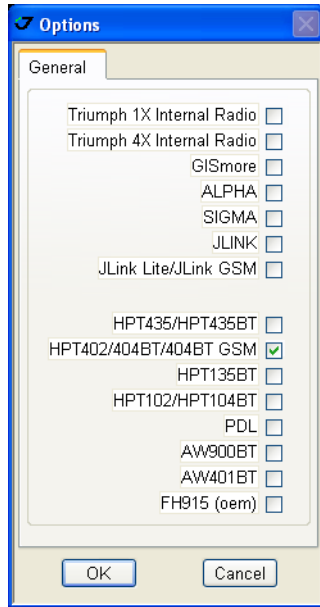 Options
General
Triumph 1X Internal Radio
Triumph 4X Internal Radio
GISmore
ALPHA
SIGMA
JLINK
JLink Lite/JLink GSM
HPT435/HPT435BT
HPT402/404BT/404BT GSM
HPT135BT
HPT102/HPT104BT
PDL
AW900BT
AW401BT
FH915 (oem)
OK Cancel